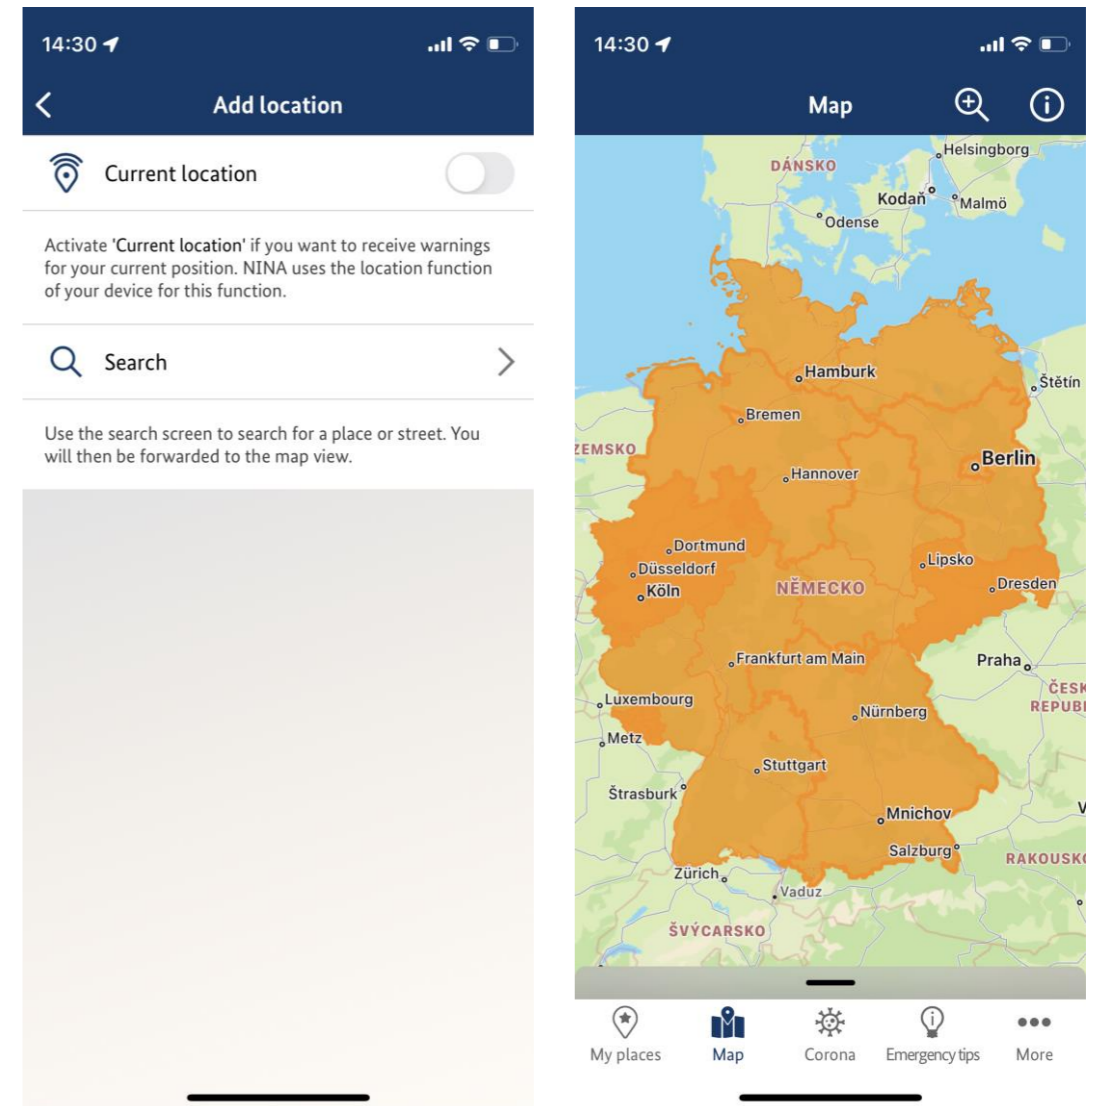 14:30
Add location
Current location
Activate 'Current location' if you want to receive warnings
for your current position. NINA uses the location function
of your device for this function.
Search
Use the search screen to search for a place or street. You
will then be forwarded to the map view.
14:30
Map
Helsingborg
DÁNSKO
Kodaň
Malmö
Odense
Hamburk
Štětín
Bremen
ZEMSKO
Berlin
Hannover
Dortmund
Lipsko
Düsseldorf
Dresden
Köln
NĚMECKO
Frankfurt am Main
Praha
ČESK
Luxembourg
REPUBI
Nürnberg
Metz
Stuttgart
Štrasburk
Mnichov
V
Salzburg
RAKOUSK
Zürich
Vaduz
ŠVÝCARSKO
My places
Map
Corona
Emergency tips
More